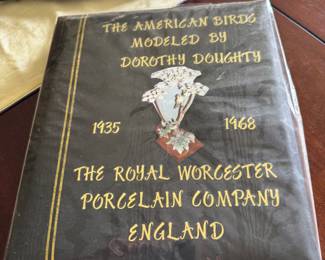 THE AMERICAN BIRDS
MODELED BY
DOROTHY DOUGHTY
1935 1968
THE ROYAL WORCESTER
PORCELAIN COMPANY
ENGLAND